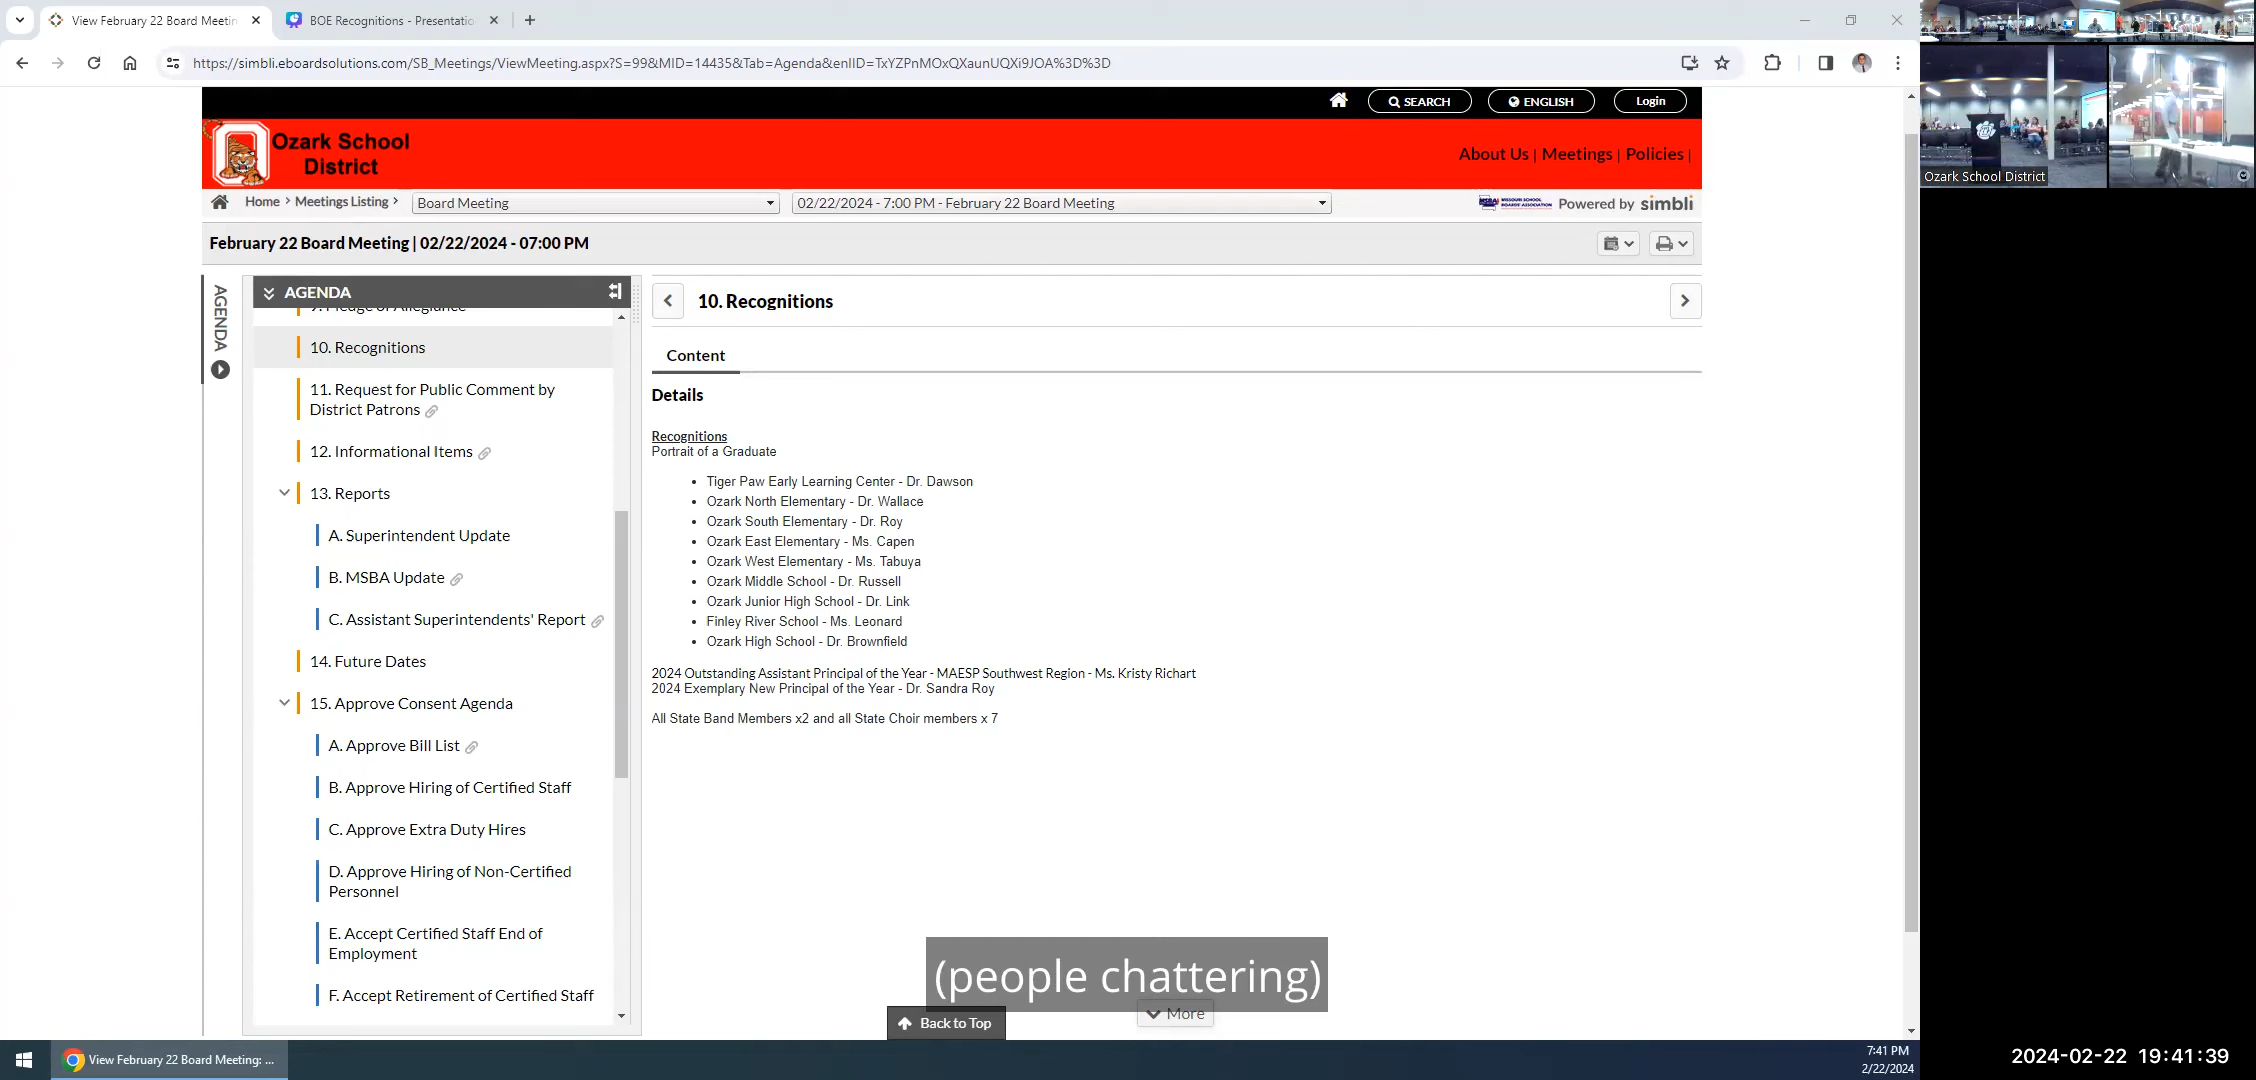 View February 22 Board Meetin
BOE Recognitions - Presentatio
https://simbli.eboardsolutions.com/SB_Meetings/ViewMeeting.aspx?S=99&MID=14435&Tab=Agenda&enIID=TxYZPnMOxQXaunUQXi9JOA%3D%3D
SEARCH
ENGLISH
Login
Ozark School
District
About Us | Meetings | Policies |
Home > Meetings Listing >
Board Meeting
02/22/2024 - 7:00 PM - February 22 Board Meeting
MSBA MISSOURI SCHOOL BOARDS' ASSOCIATION
Powered by simbli
February 22 Board Meeting | 02/22/2024 - 07:00 PM
AGENDA
AGENDA
9. Pledge of Allegiance
10. Recognitions
11. Request for Public Comment by
District Patrons
12. Informational Items
13. Reports
A. Superintendent Update
B. MSBA Update
C. Assistant Superintendents' Report
14. Future Dates
15. Approve Consent Agenda
A. Approve Bill List
B. Approve Hiring of Certified Staff
C. Approve Extra Duty Hires
D. Approve Hiring of Non-Certified
Personnel
E. Accept Certified Staff End of
Employment
F. Accept Retirement of Certified Staff
10. Recognitions
Content
Details
Recognitions
Portrait of a Graduate
• Tiger Paw Early Learning Center - Dr. Dawson
• Ozark North Elementary - Dr. Wallace
• Ozark South Elementary - Dr. Roy
• Ozark East Elementary - Ms. Capen
• Ozark West Elementary - Ms. Tabuya
• Ozark Middle School - Dr. Russell
• Ozark Junior High School - Dr. Link
• Finley River School - Ms. Leonard
• Ozark High School - Dr. Brownfield
2024 Outstanding Assistant Principal of the Year - MAESP Southwest Region - Ms. Kristy Richart
2024 Exemplary New Principal of the Year - Dr. Sandra Roy
All State Band Members x2 and all State Choir members x 7
(people chattering)
More
Back to Top
View February 22 Board Meeting: ...
7:41 PM
2/22/2024
Ozark School District
2024-02-22 19:41:39